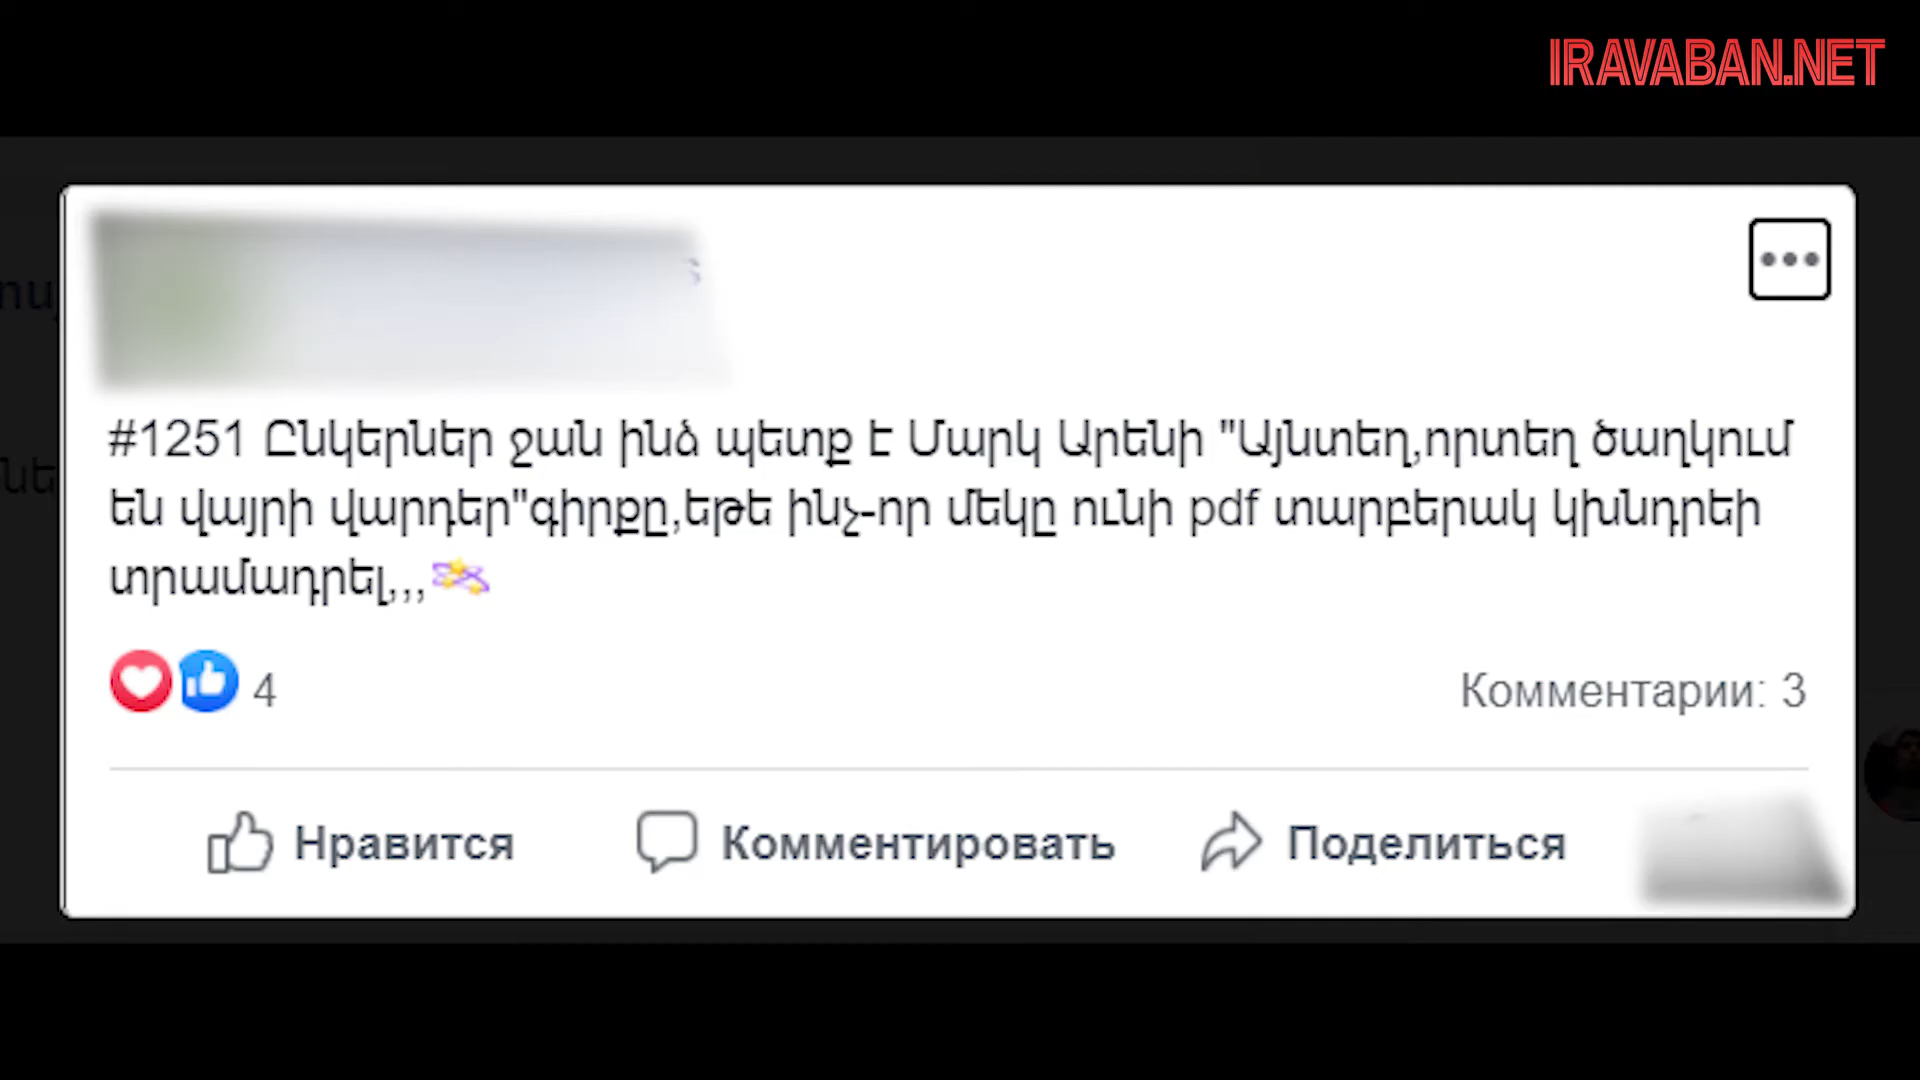 IRAVABAN.NET
#1251 Ընկերներ ջան ինձ պետք է Մարկ Արենի "Այնտեղ,որտեղ ծաղկում
են վայրի վարդեր"գիրքը,եթե ինչ-որ մեկը ունի pdf տարբերակ կխնդրեի
տրամադրել,,,
4
Комментарии: 3
Нравится Комментировать Поделиться